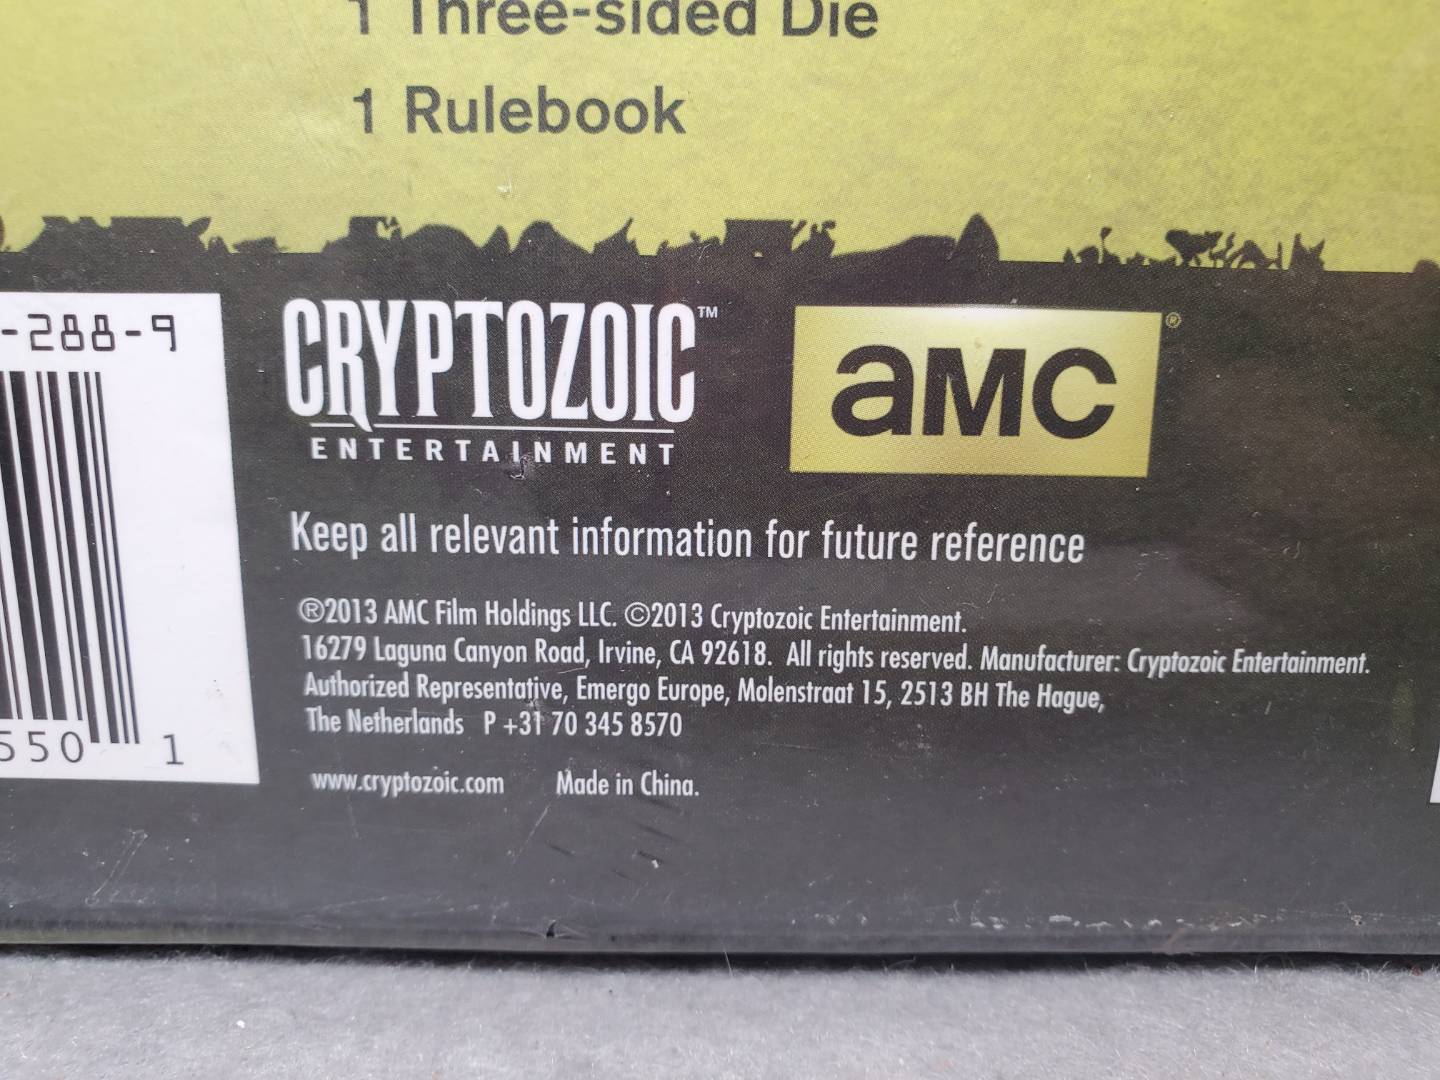 1 Three-sided Die
1 Rulebook
-288-9
CRYPTOZOIC™
ENTERTAINMENT
aMC®
Keep all relevant information for future reference
®2013 AMC Film Holdings LLC. ©2013 Cryptozoic Entertainment.
16279 Laguna Canyon Road, Irvine, CA 92618. All rights reserved. Manufacturer: Cryptozoic Entertainment.
Authorized Representative, Emergo Europe, Molenstraat 15, 2513 BH The Hague,
The Netherlands P +31 70 345 8570
550 1
www.cryptozoic.com Made in China.